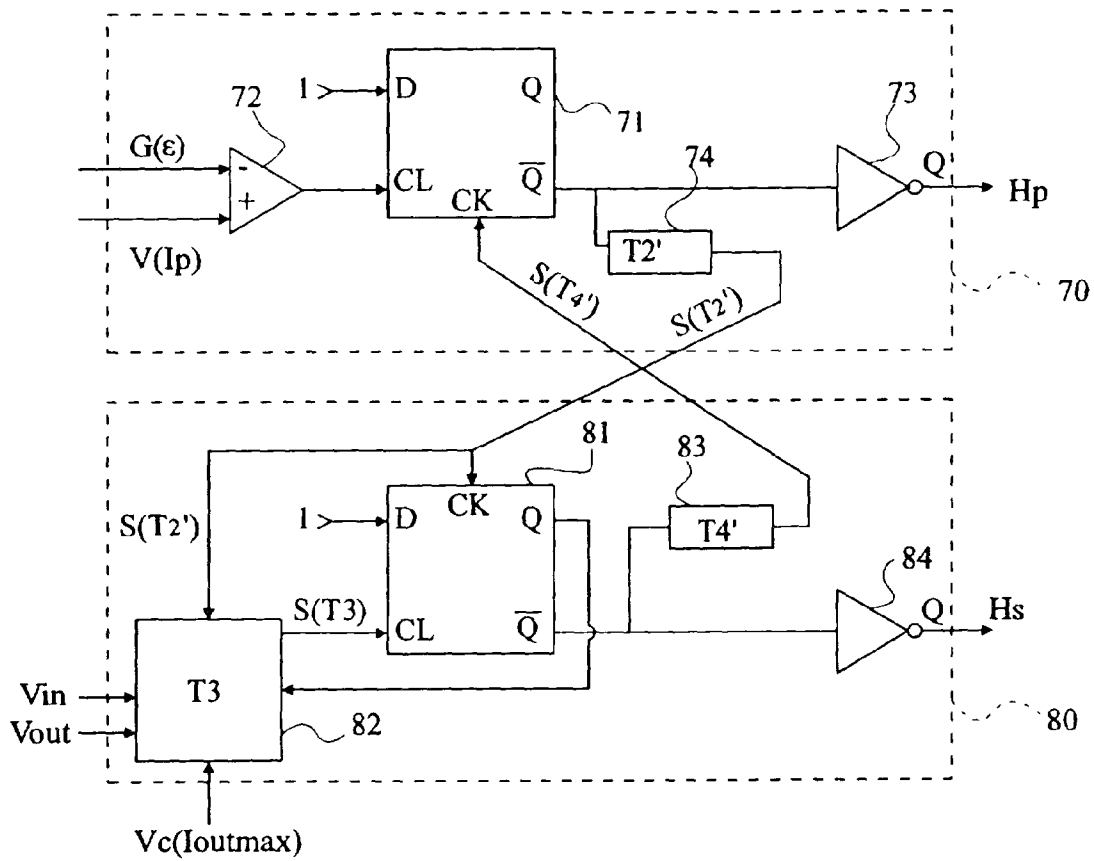 1 D Q 71
72
73
G(ε)
-
+
CL
CK
Q̅
74
T2'
Q
Hp
V(Ip)
S(T4')
S(T2')
70
81
83
S(T2')
1 D
CK
Q
T4'
84
S(T3)
CL
Q̅
Q
Hs
Vin
Vout
T3
82
80
Vc(Ioutmax)